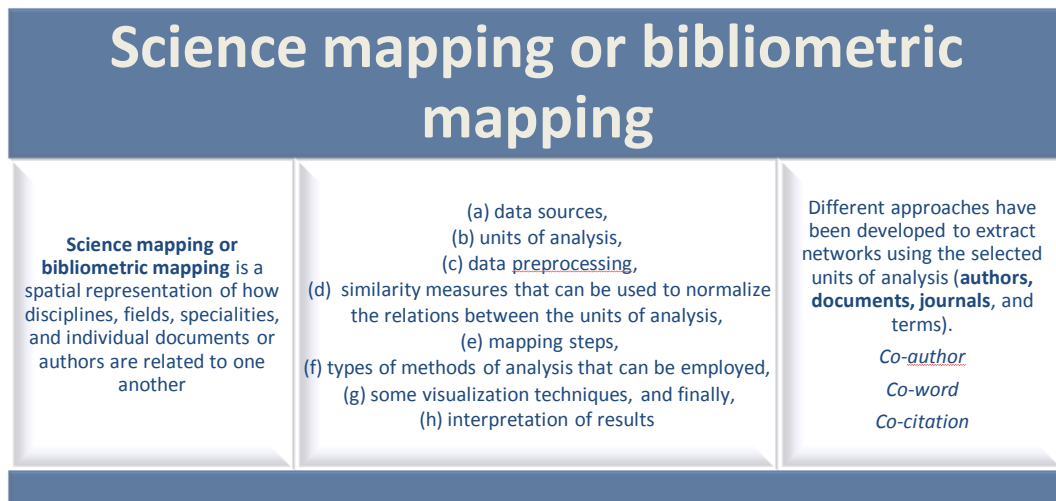 Science mapping or bibliometric
mapping
Science mapping or
bibliometric mapping is a
spatial representation of how
disciplines, fields, specialities,
and individual documents or
authors are related to one
another
(a) data sources,
(b) units of analysis,
(c) data preprocessing,
(d) similarity measures that can be used to normalize
the relations between the units of analysis,
(e) mapping steps,
(f) types of methods of analysis that can be employed,
(g) some visualization techniques, and finally,
(h) interpretation of results
Different approaches have
been developed to extract
networks using the selected
units of analysis (authors,
documents, journals, and
terms).
Co-author
Co-word
Co-citation